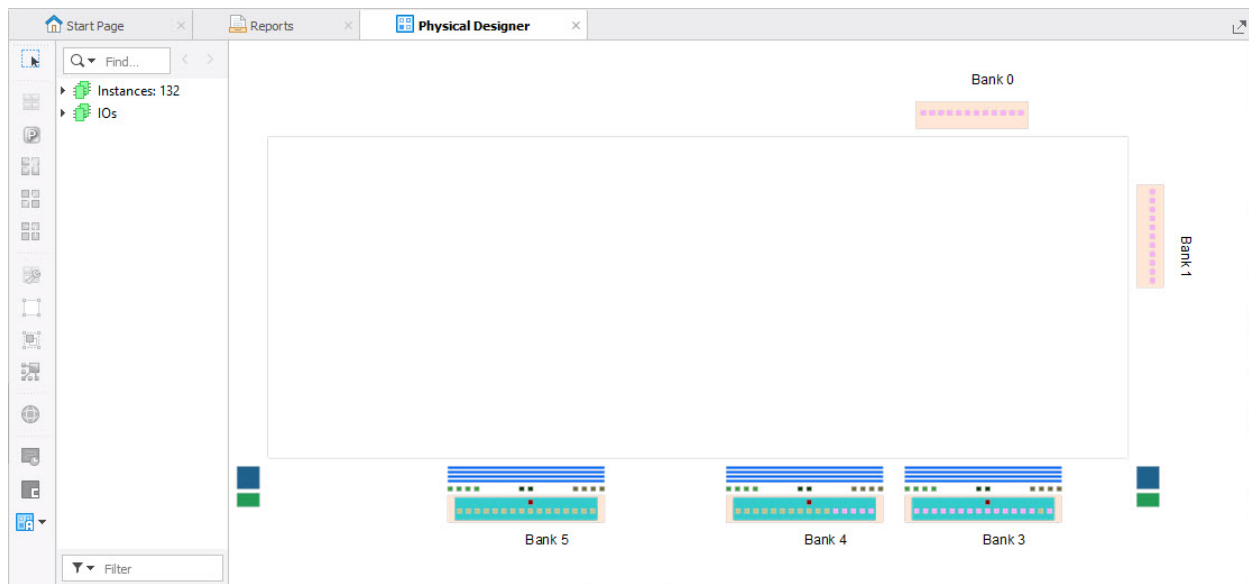 Start Page
Reports
Physical Designer
Find...
Instances: 132
IOs
P
Bank 0
Bank 1
Bank 5
Bank 4
Bank 3
Filter